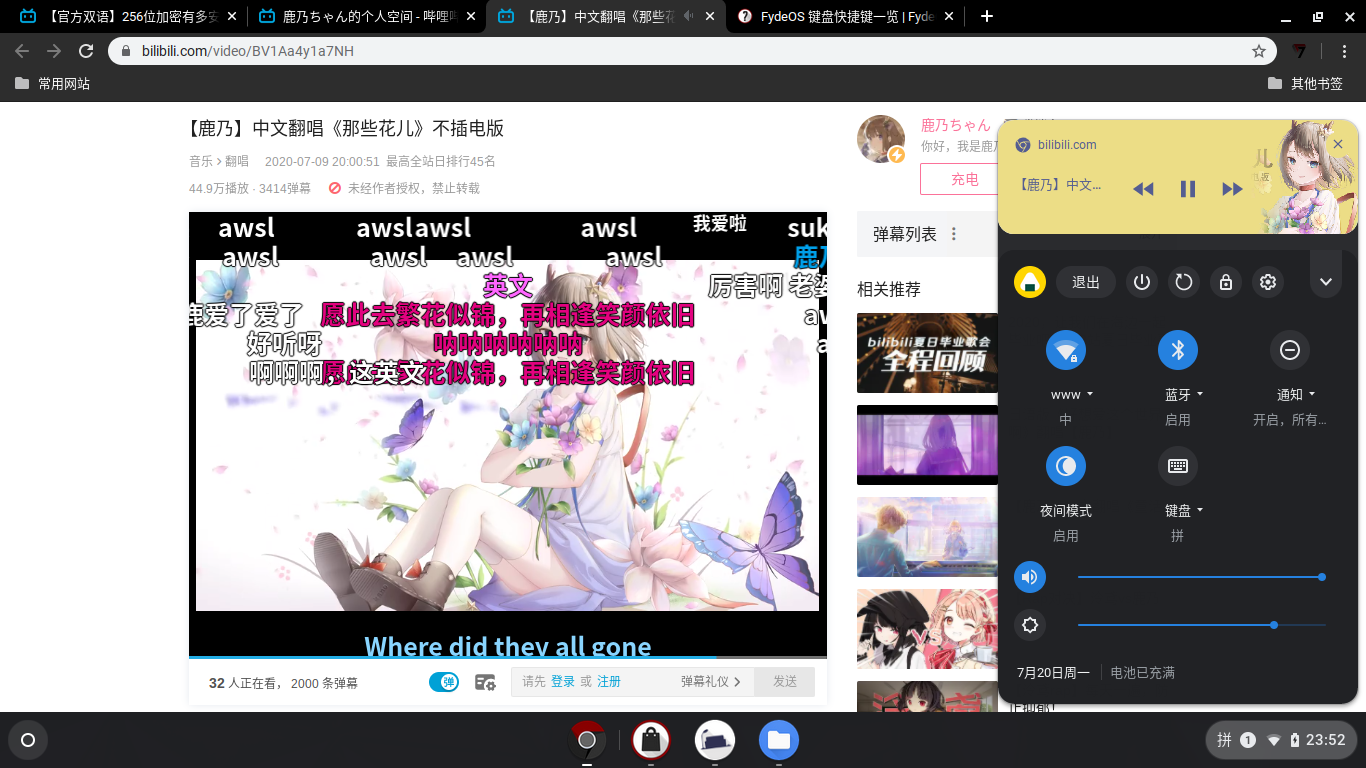 【官方双语】256位加密有多安
鹿乃ちゃん的个人空间 - 哔哩哔
【鹿乃】中文翻唱《那些花
FydeOS 键盘快捷键一览 | Fyde
bilibili.com/video/BV1Aa4y1a7NH
常用网站
其他书签
【鹿乃】中文翻唱《那些花儿》不插电版
音乐 > 翻唱 2020-07-09 20:00:51 最高全站日排行45名
44.9万播放 · 3414弹幕 未经作者授权，禁止转载
鹿乃ちゃん
你好，我是鹿乃
充电
awsl awsl awsl awsl 我爱啦 suk
awsl awsl awsl awsl 鹿乃
英文 厉害啊 老婆
鹿爱了爱了 愿此去繁花似锦，再相逢笑颜依旧 aw
好听呀 呐呐呐呐呐呐 a
啊啊啊，这英文 愿此去繁花似锦，再相逢笑颜依旧
Where did they all gone
32 人正在看， 2000 条弹幕
弹
请先 登录 或 注册
弹幕礼仪 >
发送
弹幕列表
相关推荐
bilibili夏日毕业歌会
全程回顾
bilibili.com
【鹿乃】中文...
儿
电版
退出
www
中
蓝牙
启用
通知
开启，所有...
夜间模式
启用
键盘
拼
7月20日周一
电池已充满
拼 1 23:52